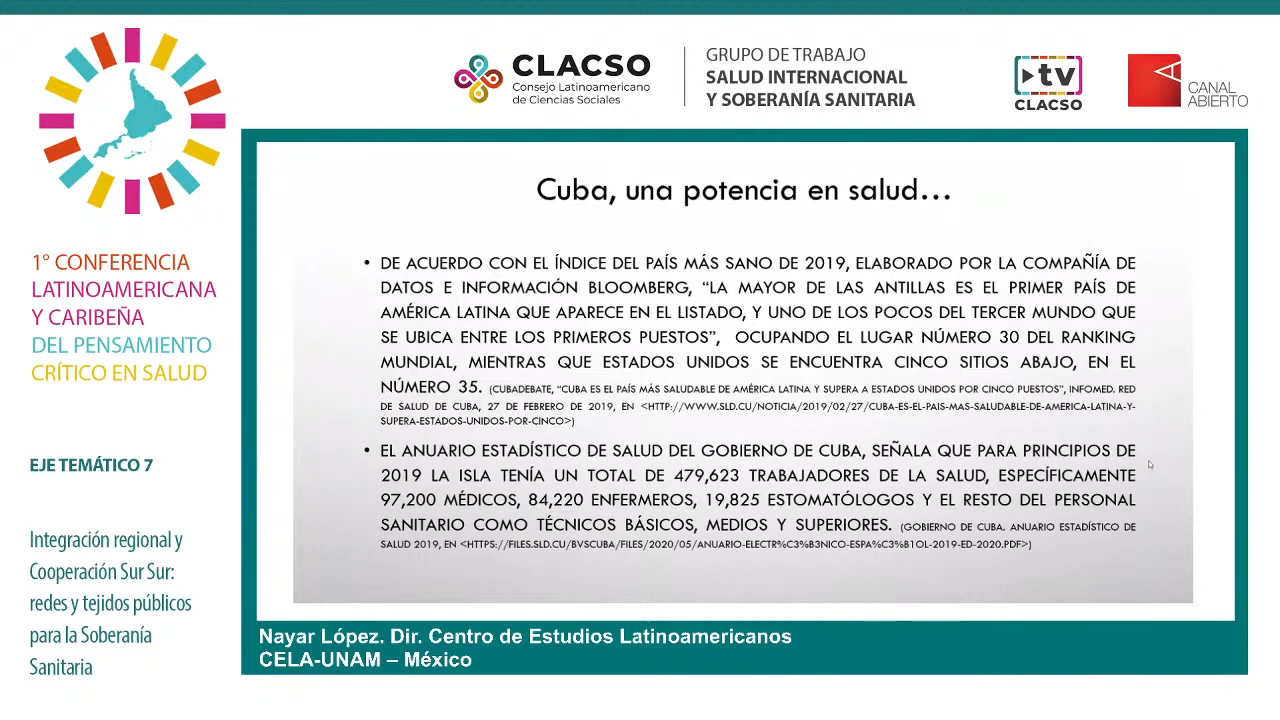 CLACSO
Consejo Latinoamericano
de Ciencias Sociales
GRUPO DE TRABAJO
SALUD INTERNACIONAL
Y SOBERANÍA SANITARIA
tv
CLACSO
A
CANAL
ABIERTO
1° CONFERENCIA
LATINOAMERICANA
Y CARIBEÑA
DEL PENSAMIENTO
CRÍTICO EN SALUD
EJE TEMÁTICO 7
Integración regional y
Cooperación Sur Sur:
redes y tejidos públicos
para la Soberanía
Sanitaria
Cuba, una potencia en salud...
• DE ACUERDO CON EL ÍNDICE DEL PAÍS MÁS SANO DE 2019, ELABORADO POR LA COMPAÑÍA DE
DATOS E INFORMACIÓN BLOOMBERG, “LA MAYOR DE LAS ANTILLAS ES EL PRIMER PAÍS DE
AMÉRICA LATINA QUE APARECE EN EL LISTADO, Y UNO DE LOS POCOS DEL TERCER MUNDO QUE
SE UBICA ENTRE LOS PRIMEROS PUESTOS”, OCUPANDO EL LUGAR NÚMERO 30 DEL RANKING
MUNDIAL, MIENTRAS QUE ESTADOS UNIDOS SE ENCUENTRA CINCO SITIOS ABAJO, EN EL
NÚMERO 35. (CUBADEBATE, “CUBA ES EL PAÍS MÁS SALUDABLE DE AMÉRICA LATINA Y SUPERA A ESTADOS UNIDOS POR CINCO PUESTOS”, INFOMED. RED
DE SALUD DE CUBA, 27 DE FEBRERO DE 2019, EN <HTTP://WWW.SLD.CU/NOTICIA/2019/02/27/CUBA-ES-EL-PAIS-MAS-SALUDABLE-DE-AMERICA-LATINA-Y-
SUPERA-ESTADOS-UNIDOS-POR-CINCO>)
• EL ANUARIO ESTADÍSTICO DE SALUD DEL GOBIERNO DE CUBA, SEÑALA QUE PARA PRINCIPIOS DE
2019 LA ISLA TENÍA UN TOTAL DE 479,623 TRABAJADORES DE LA SALUD, ESPECÍFICAMENTE
97,200 MÉDICOS, 84,220 ENFERMEROS, 19,825 ESTOMATÓLOGOS Y EL RESTO DEL PERSONAL
SANITARIO COMO TÉCNICOS BÁSICOS, MEDIOS Y SUPERIORES. (GOBIERNO DE CUBA. ANUARIO ESTADÍSTICO DE
SALUD 2019, EN <HTTPS://FILES.SLD.CU/BVSCUBA/FILES/2020/05/ANUARIO-ELECTR%C3%B3NICO-ESPA%C3%B1OL-2019-ED-2020.PDF>)
Nayar López. Dir. Centro de Estudios Latinoamericanos
CELA-UNAM – México